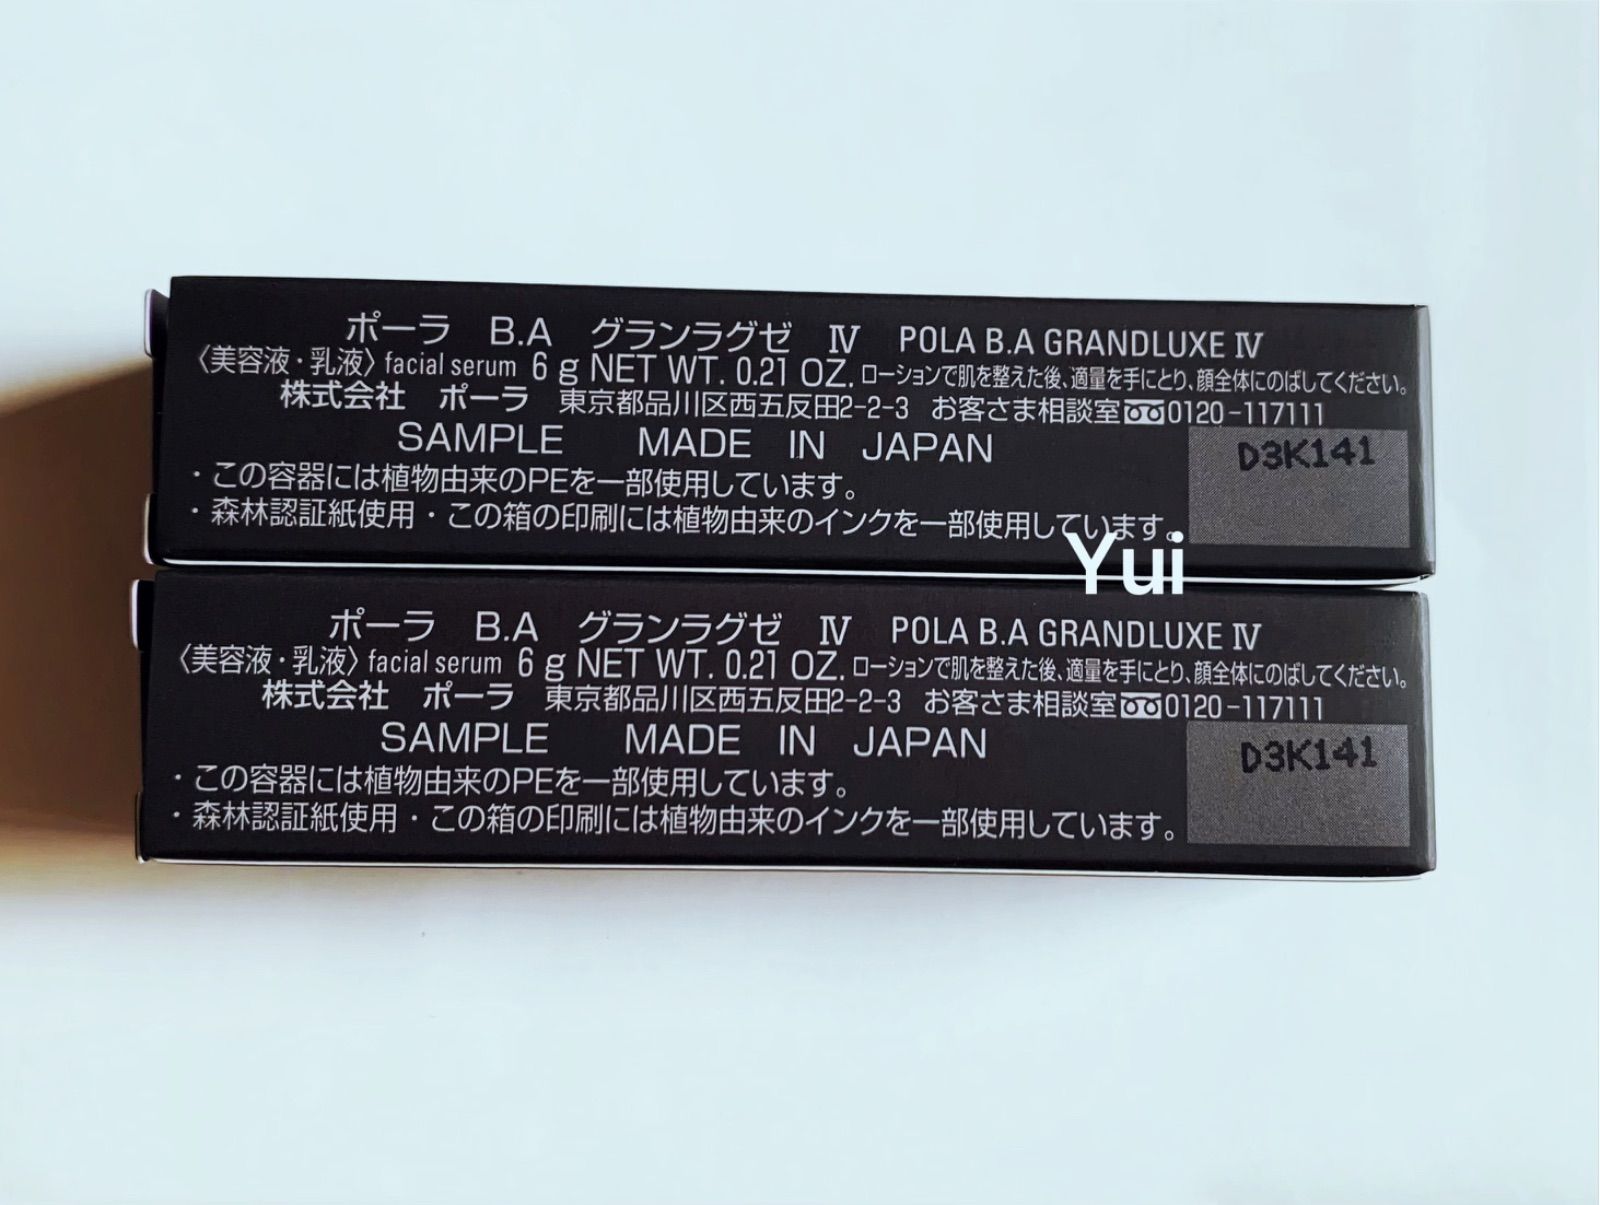 ポーラ B.A グランラグゼ Ⅳ POLA B.A GRANDLUXE Ⅳ
〈美容液・乳液〉facial serum 6 g NET WT. 0.21 OZ. ローションで肌を整えた後、適量を手にとり、顔全体にのばしてください。
株式会社 ポーラ 東京都品川区西五反田2-2-3 お客さま相談室 0120-117111
SAMPLE MADE IN JAPAN
D3K141
・この容器には植物由来のPEを一部使用しています。
・森林認証紙使用・この箱の印刷には植物由来のインクを一部使用しています。
Yui
ポーラ B.A グランラグゼ Ⅳ POLA B.A GRANDLUXE Ⅳ
〈美容液・乳液〉facial serum 6 g NET WT. 0.21 OZ. ローションで肌を整えた後、適量を手にとり、顔全体にのばしてください。
株式会社 ポーラ 東京都品川区西五反田2-2-3 お客さま相談室 0120-117111
SAMPLE MADE IN JAPAN
D3K141
・この容器には植物由来のPEを一部使用しています。
・森林認証紙使用・この箱の印刷には植物由来のインクを一部使用しています。